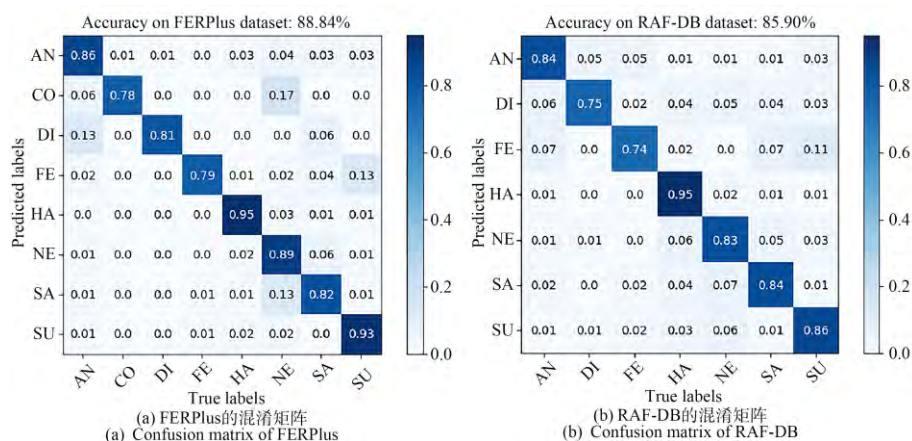 Accuracy on FERPlus dataset: 88.84%
AN 0.86 0.01 0.01 0.0 0.03 0.04 0.03 0.03
CO 0.06 0.78 0.0 0.0 0.0 0.17 0.0 0.0
DI 0.13 0.0 0.81 0.0 0.0 0.0 0.06 0.0
FE 0.02 0.0 0.0 0.79 0.01 0.02 0.04 0.13
HA 0.0 0.0 0.0 0.0 0.95 0.03 0.01 0.01
NE 0.01 0.0 0.0 0.0 0.02 0.89 0.06 0.01
SA 0.01 0.0 0.0 0.01 0.01 0.13 0.82 0.01
SU 0.01 0.0 0.0 0.01 0.02 0.02 0.0 0.93
Predicted labels
AN CO DI FE HA NE SA SU
True labels
0.8
0.6
0.4
0.2
0.0
(a) FERPlus的混淆矩阵
(a) Confusion matrix of FERPlus
Accuracy on RAF-DB dataset: 85.90%
AN 0.84 0.05 0.05 0.01 0.01 0.01 0.03
DI 0.06 0.75 0.02 0.04 0.05 0.04 0.03
FE 0.07 0.0 0.74 0.02 0.0 0.07 0.11
HA 0.01 0.0 0.0 0.95 0.02 0.01 0.01
NE 0.01 0.01 0.0 0.06 0.83 0.05 0.03
SA 0.02 0.0 0.02 0.04 0.07 0.84 0.01
SU 0.01 0.01 0.02 0.03 0.06 0.01 0.86
Predicted labels
AN DI FE HA NE SA SU
True labels
0.8
0.6
0.4
0.2
0.0
(b) RAF-DB的混淆矩阵
(b) Confusion matrix of RAF-DB